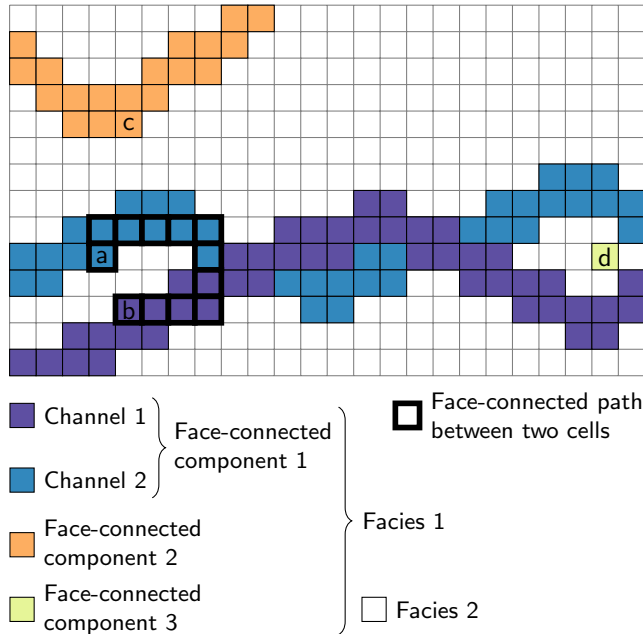 c
a
d
b
Channel 1
Channel 2
Face-connected
component 1
Face-connected path
between two cells
Face-connected
component 2
Facies 1
Face-connected
component 3
Facies 2